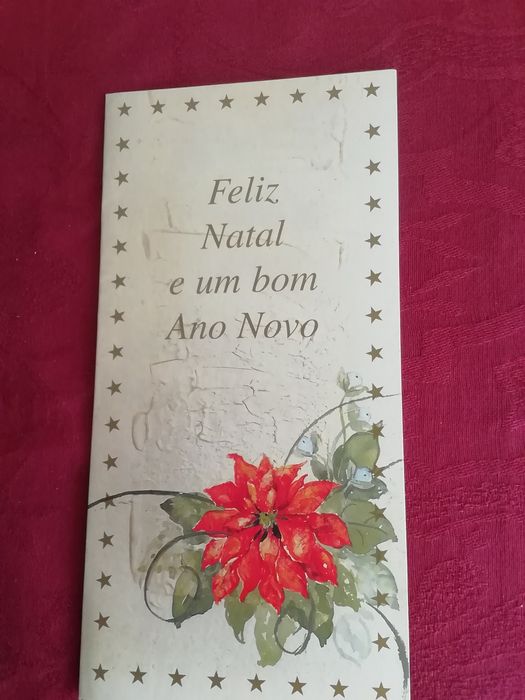 Feliz
Natal
e um bom
Ano Novo